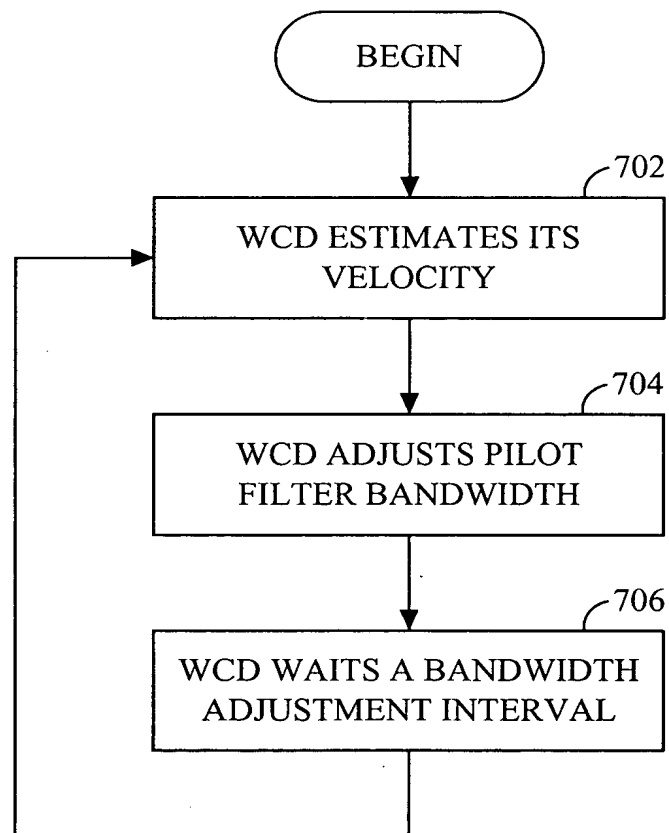 BEGIN
702
WCD ESTIMATES ITS
VELOCITY
704
WCD ADJUSTS PILOT
FILTER BANDWIDTH
706
WCD WAITS A BANDWIDTH
ADJUSTMENT INTERVAL